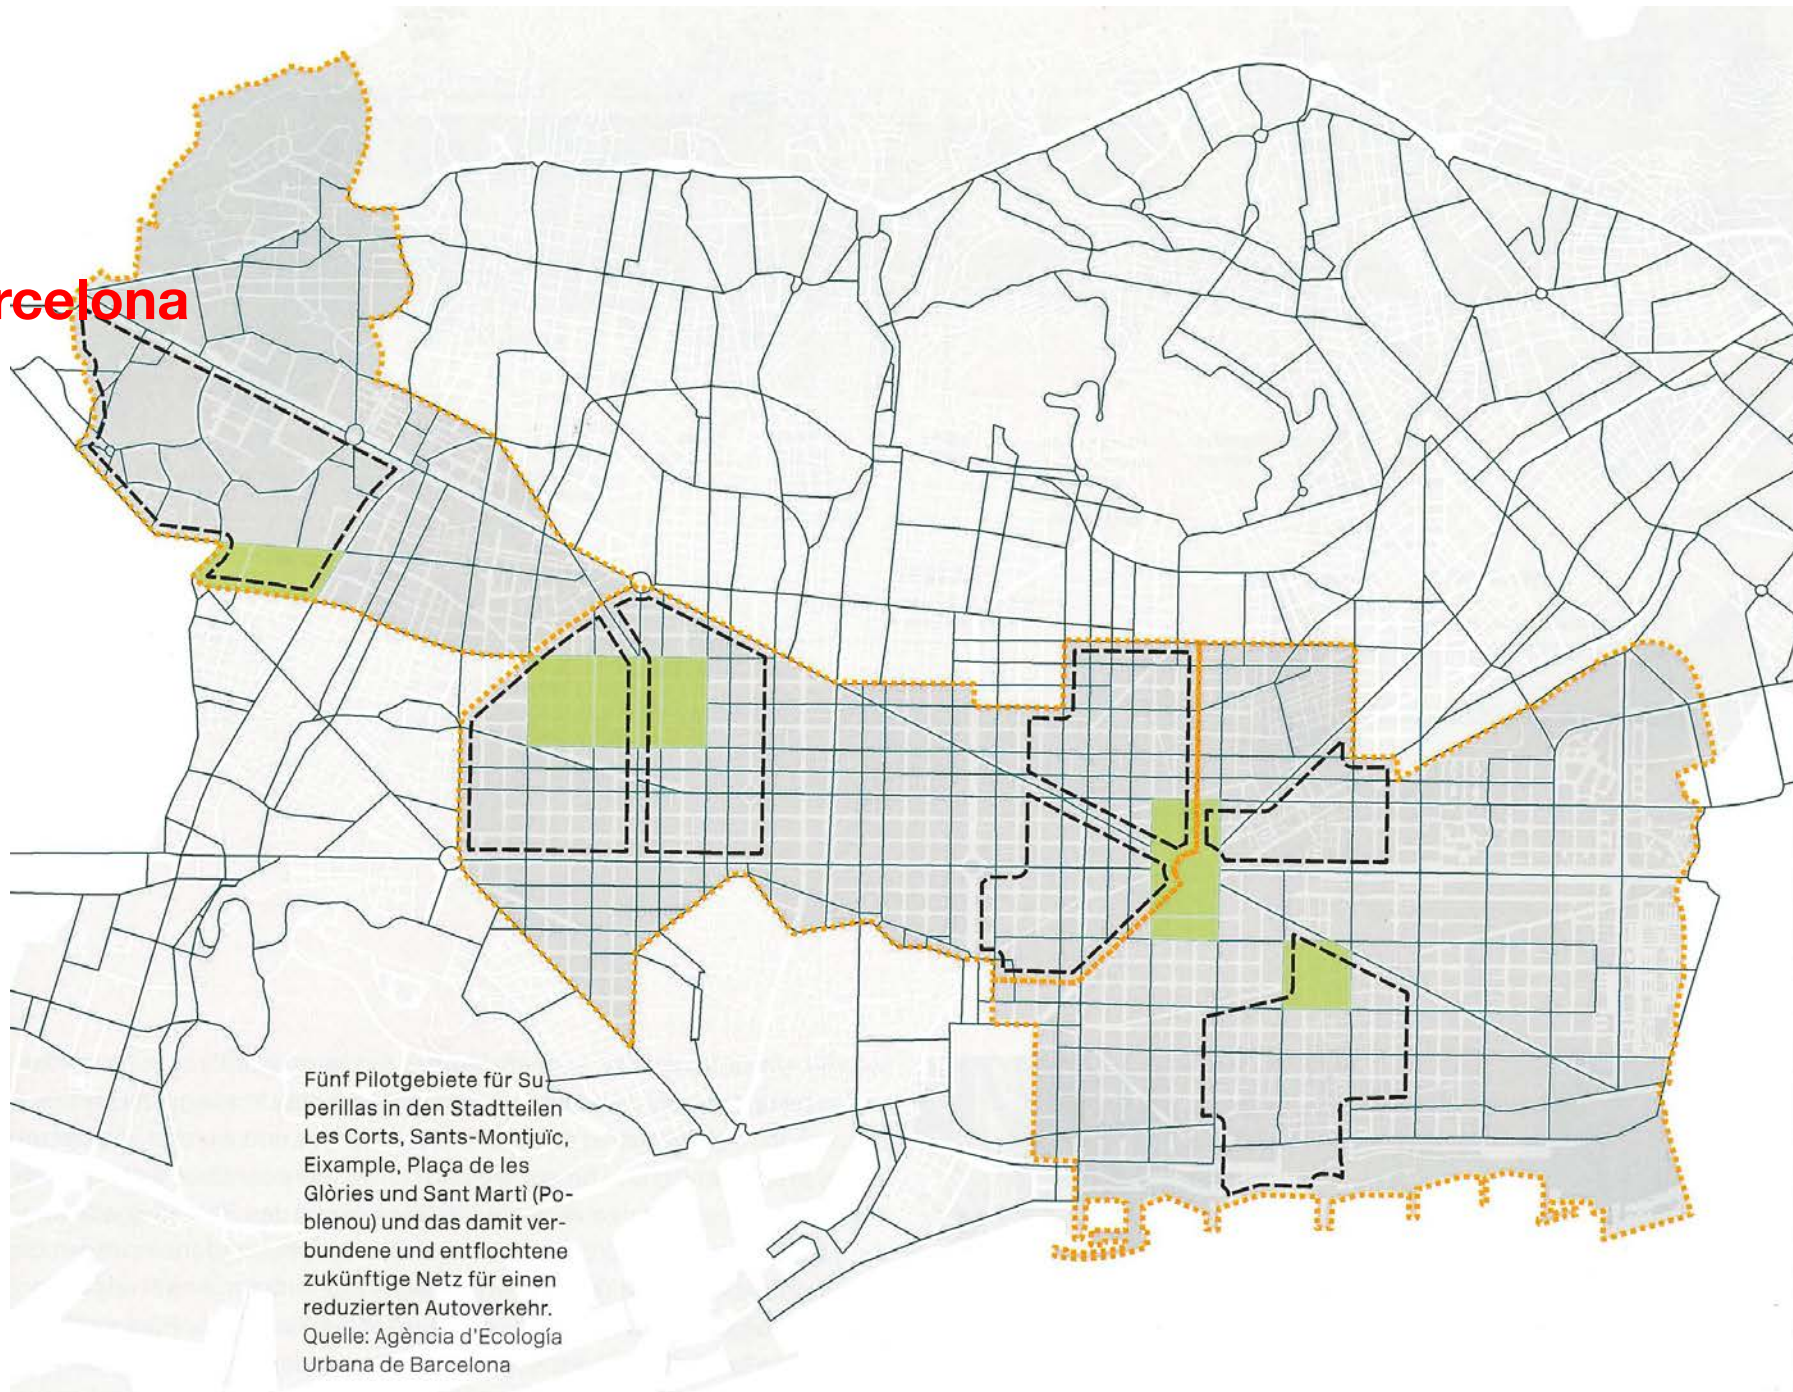 rcelona
Fünf Pilotgebiete für Su-
perillas in den Stadtteilen
Les Corts, Sants-Montjuïc,
Eixample, Plaça de les
Glòries und Sant Martì (Po-
blenou) und das damit ver-
bundene und entflochtene
zukünftige Netz für einen
reduzierten Autoverkehr.
Quelle: Agència d'Ecología
Urbana de Barcelona